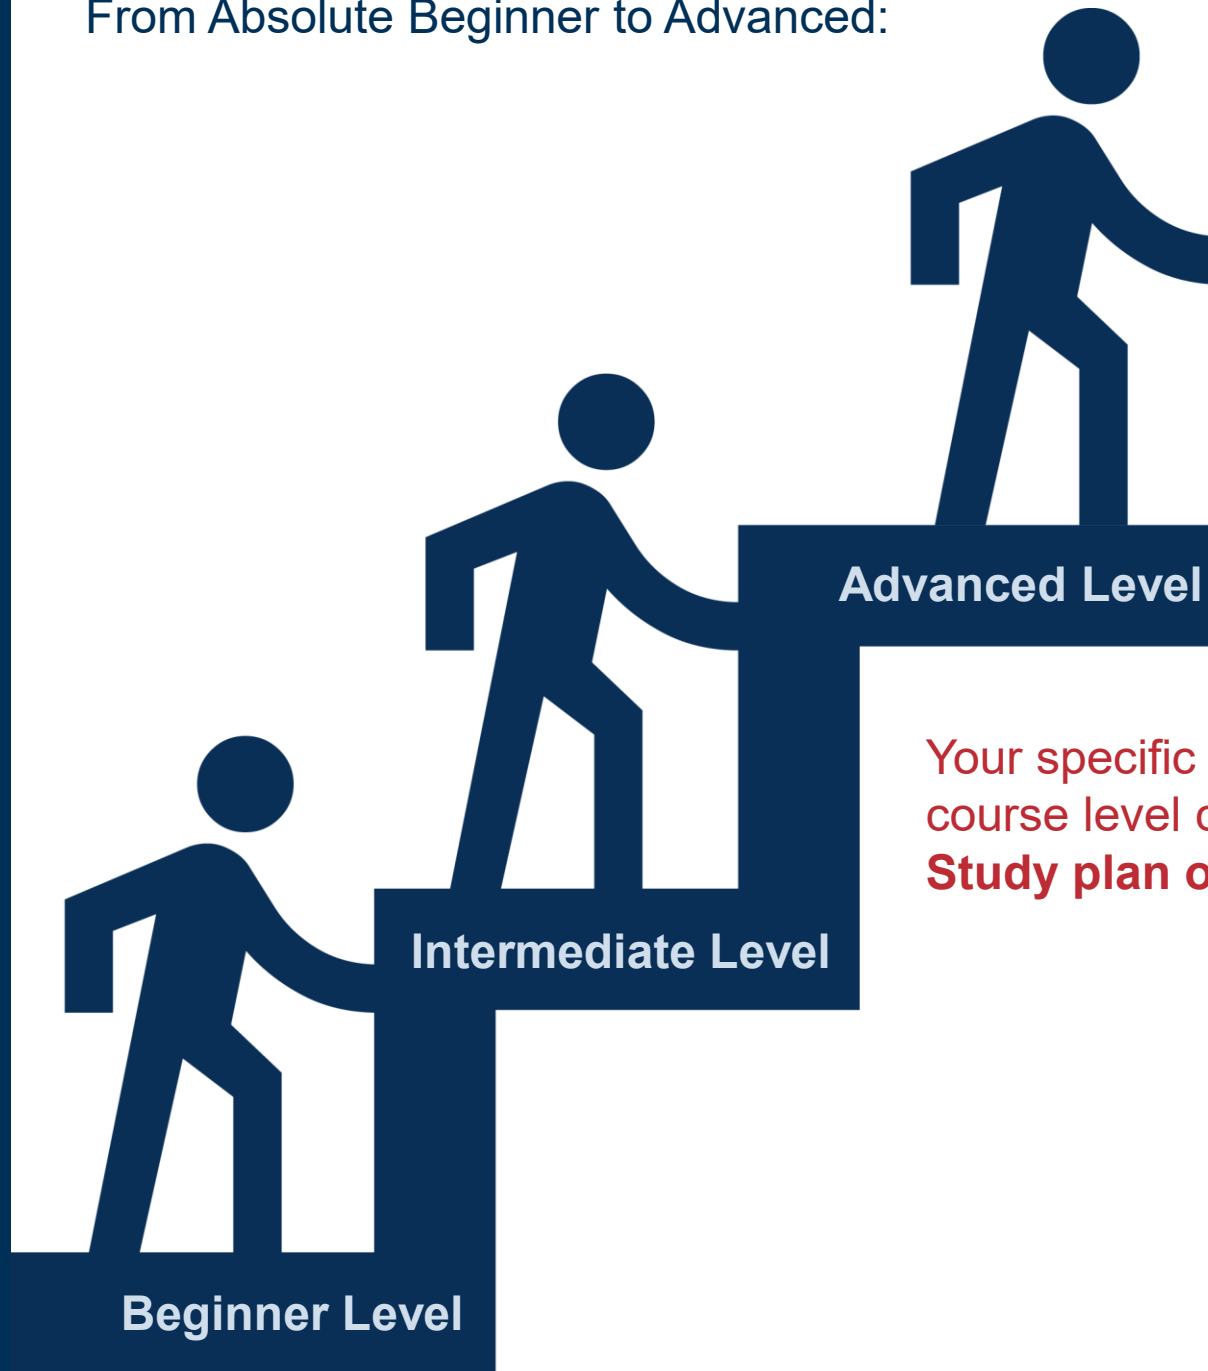 From Absolute Beginner to Advanced:
Advanced Level
Your specific
course level
Study plan
Intermediate Level
Beginner Level